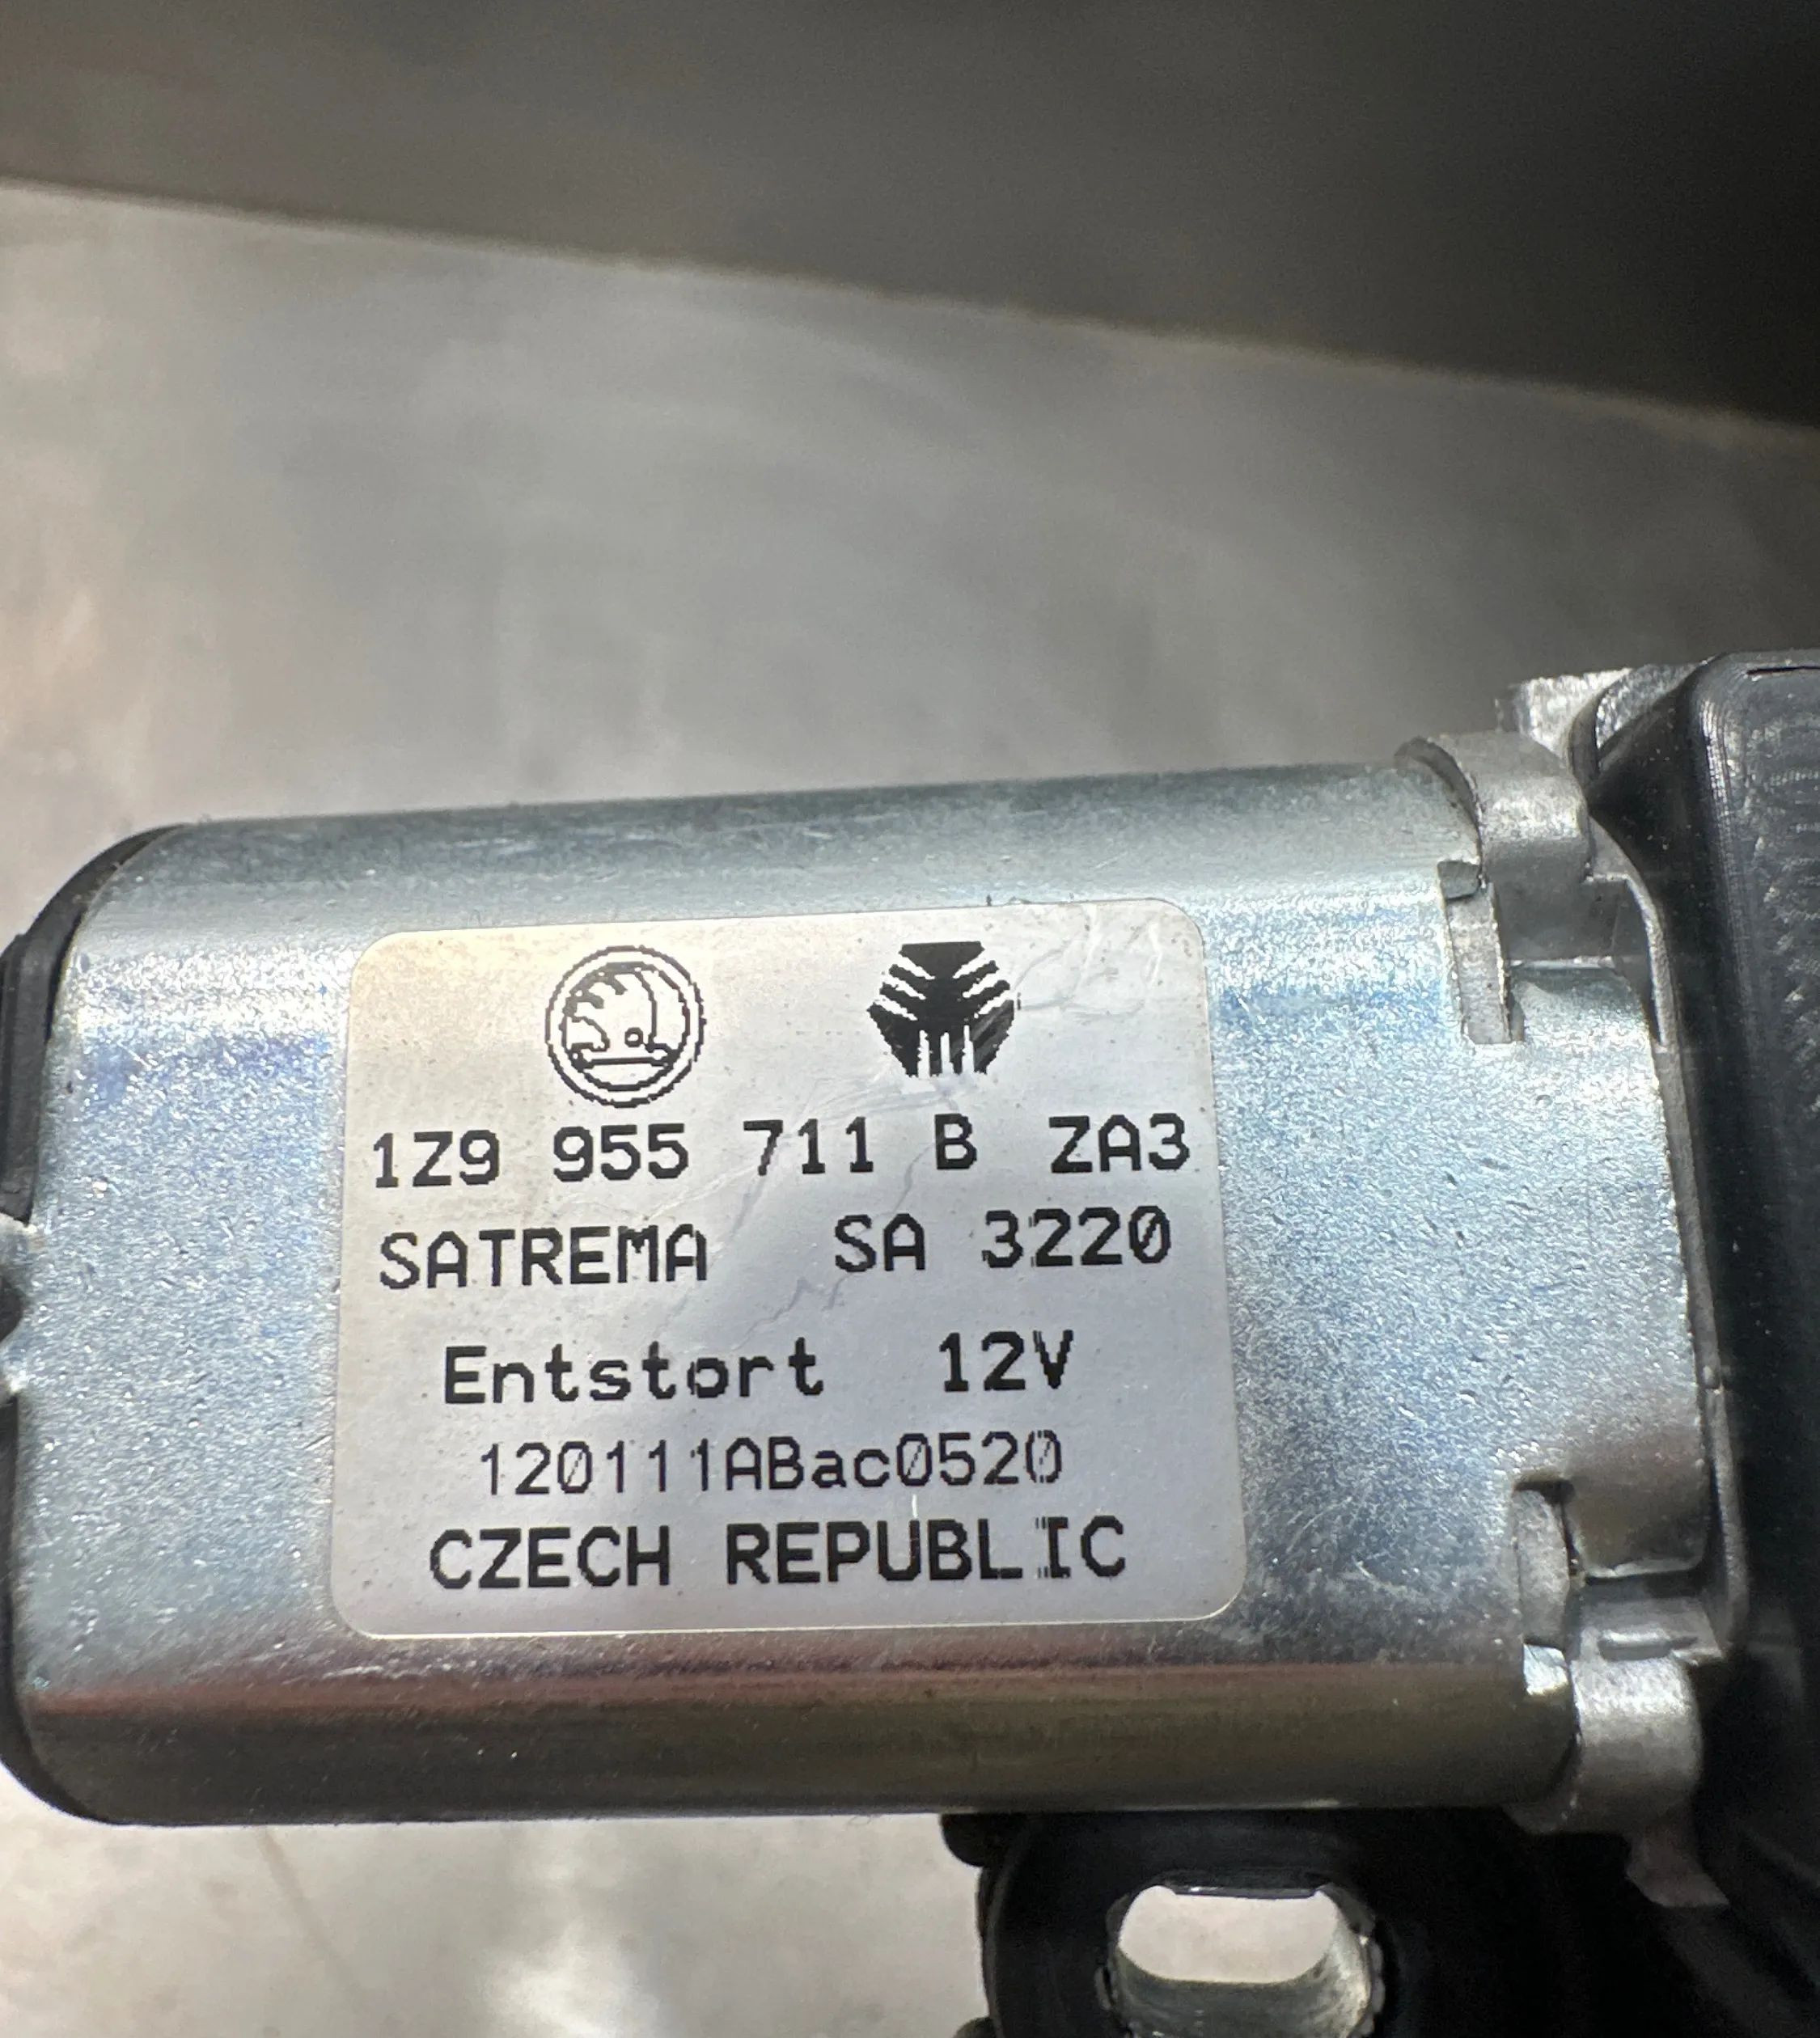 1Z9 955 711 B ZA3
SATREMA SA 3220
Entstort 12V
120111ABac0520
CZECH REPUBLIC